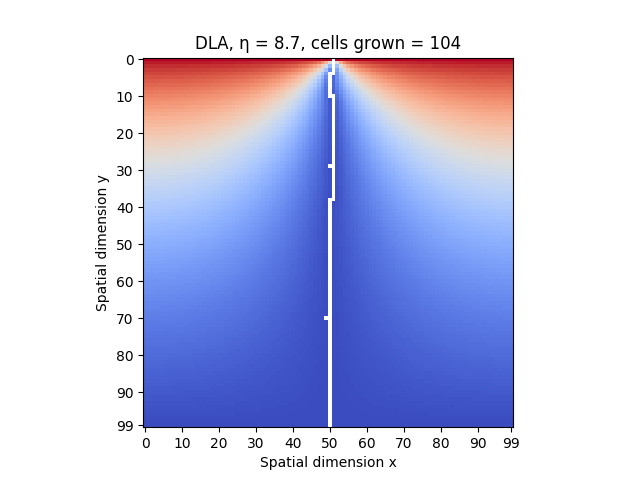 DLA, η = 8.7, cells grown = 104
0
10
20
30
40
50
60
70
80
90
99
Spatial dimension y
0 10 20 30 40 50 60 70 80 90 99
Spatial dimension x